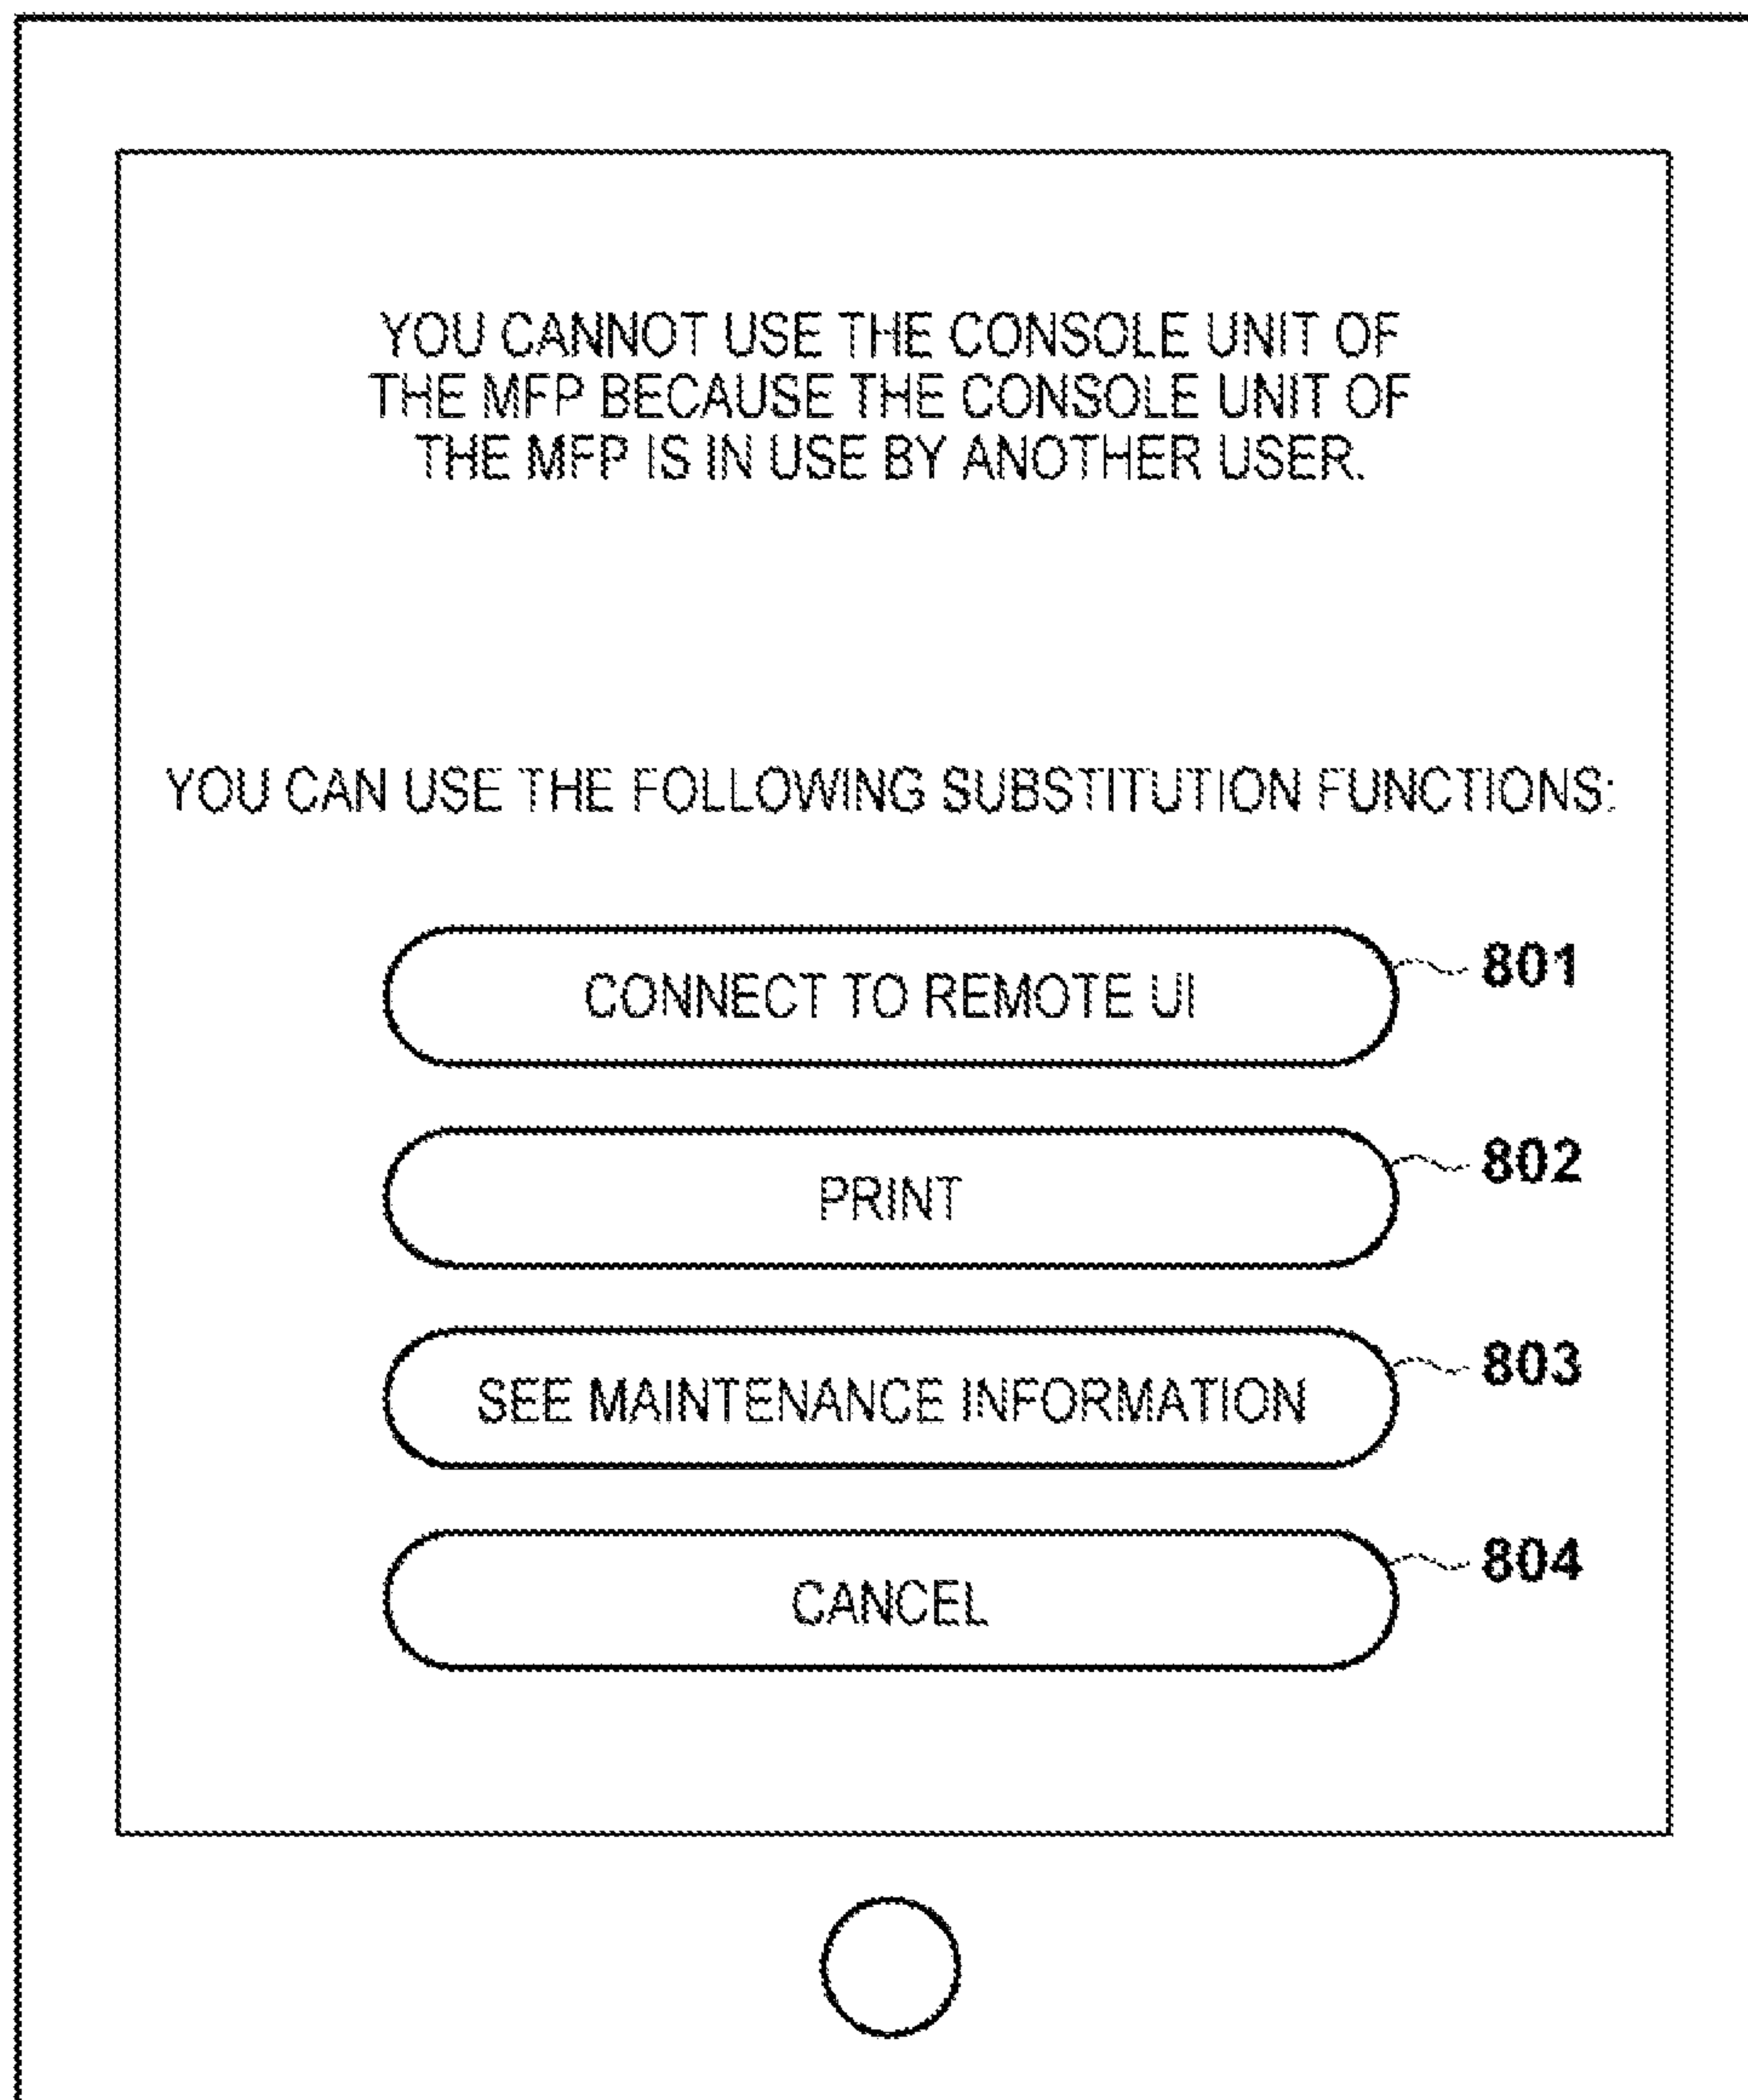 YOU CANNOT USE THE CONSOLE UNIT OF
THE MFP BECAUSE THE CONSOLE UNIT OF
THE MFP IS IN USE BY ANOTHER USER.
YOU CAN USE THE FOLLOWING SUBSTITUTION FUNCTIONS:
CONNECT TO REMOTE UI 801
PRINT 802
SEE MAINTENANCE INFORMATION 803
CANCEL 804